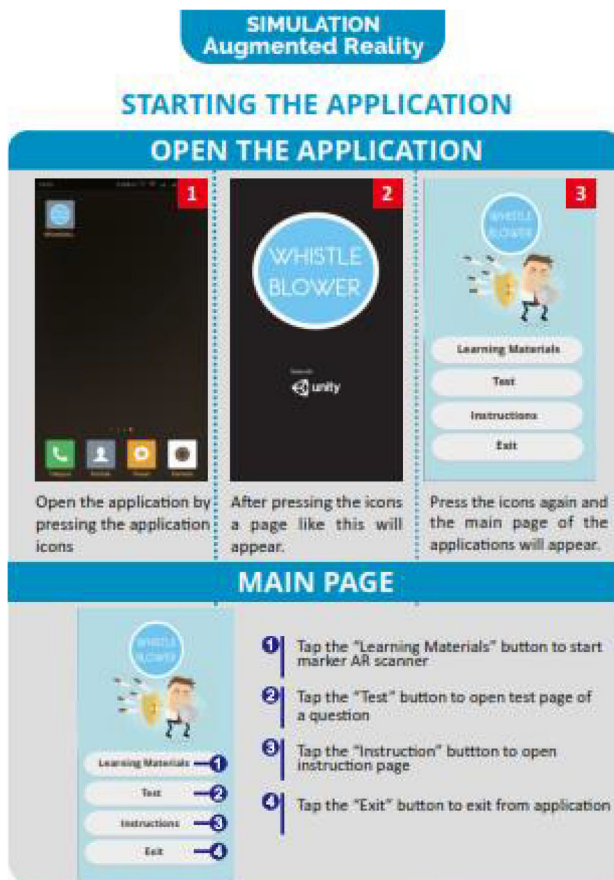 SIMULATION
Augmented Reality
STARTING THE APPLICATION
OPEN THE APPLICATION
1
2
3
WHISTLE
BLOWER
unity
WHISTLE
BLOWER
Learning Materials
Test
Instructions
Exit
Open the application by
pressing the application
icons
After pressing the icons
a page like this will
appear.
Press the icons again and
the main page of the
applications will appear.
MAIN PAGE
WHISTLE
BLOWER
Learning Materials 1
Test 2
Instructions 3
Exit 4
1 Tap the “Learning Materials” button to start
marker AR scanner
2 Tap the “Test” button to open test page of
a question
3 Tap the “Instruction” buttton to open
instruction page
4 Tap the “Exit” button to exit from application